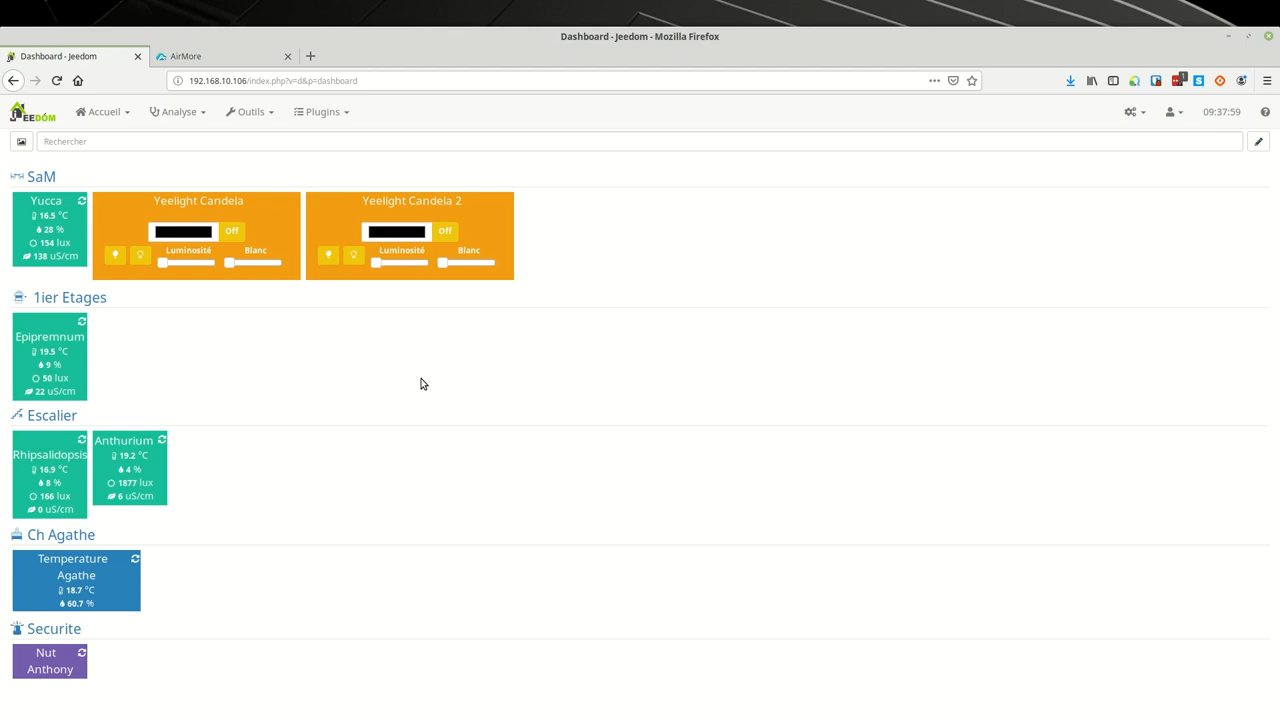 Dashboard - Jeedom - Mozilla Firefox
Dashboard - Jeedom
AirMore
192.168.10.106/index.php?v=d&p=dashboard
1
S
JEEDOM
Accueil
Analyse
Outils
Plugins
09:37:59
Rechercher
SaM
Yucca
16.5 °C
28 %
154 lux
138 uS/cm
Yeelight Candela
Off
Luminosité
Blanc
Yeelight Candela 2
Off
Luminosité
Blanc
1ier Etages
Epipremnum
19.5 °C
9 %
50 lux
22 uS/cm
Escalier
Rhipsalidopsis
16.9 °C
8 %
166 lux
0 uS/cm
Anthurium
19.2 °C
4 %
1877 lux
6 uS/cm
Ch Agathe
Temperature
Agathe
18.7 °C
60.7 %
Securite
Nut
Anthony